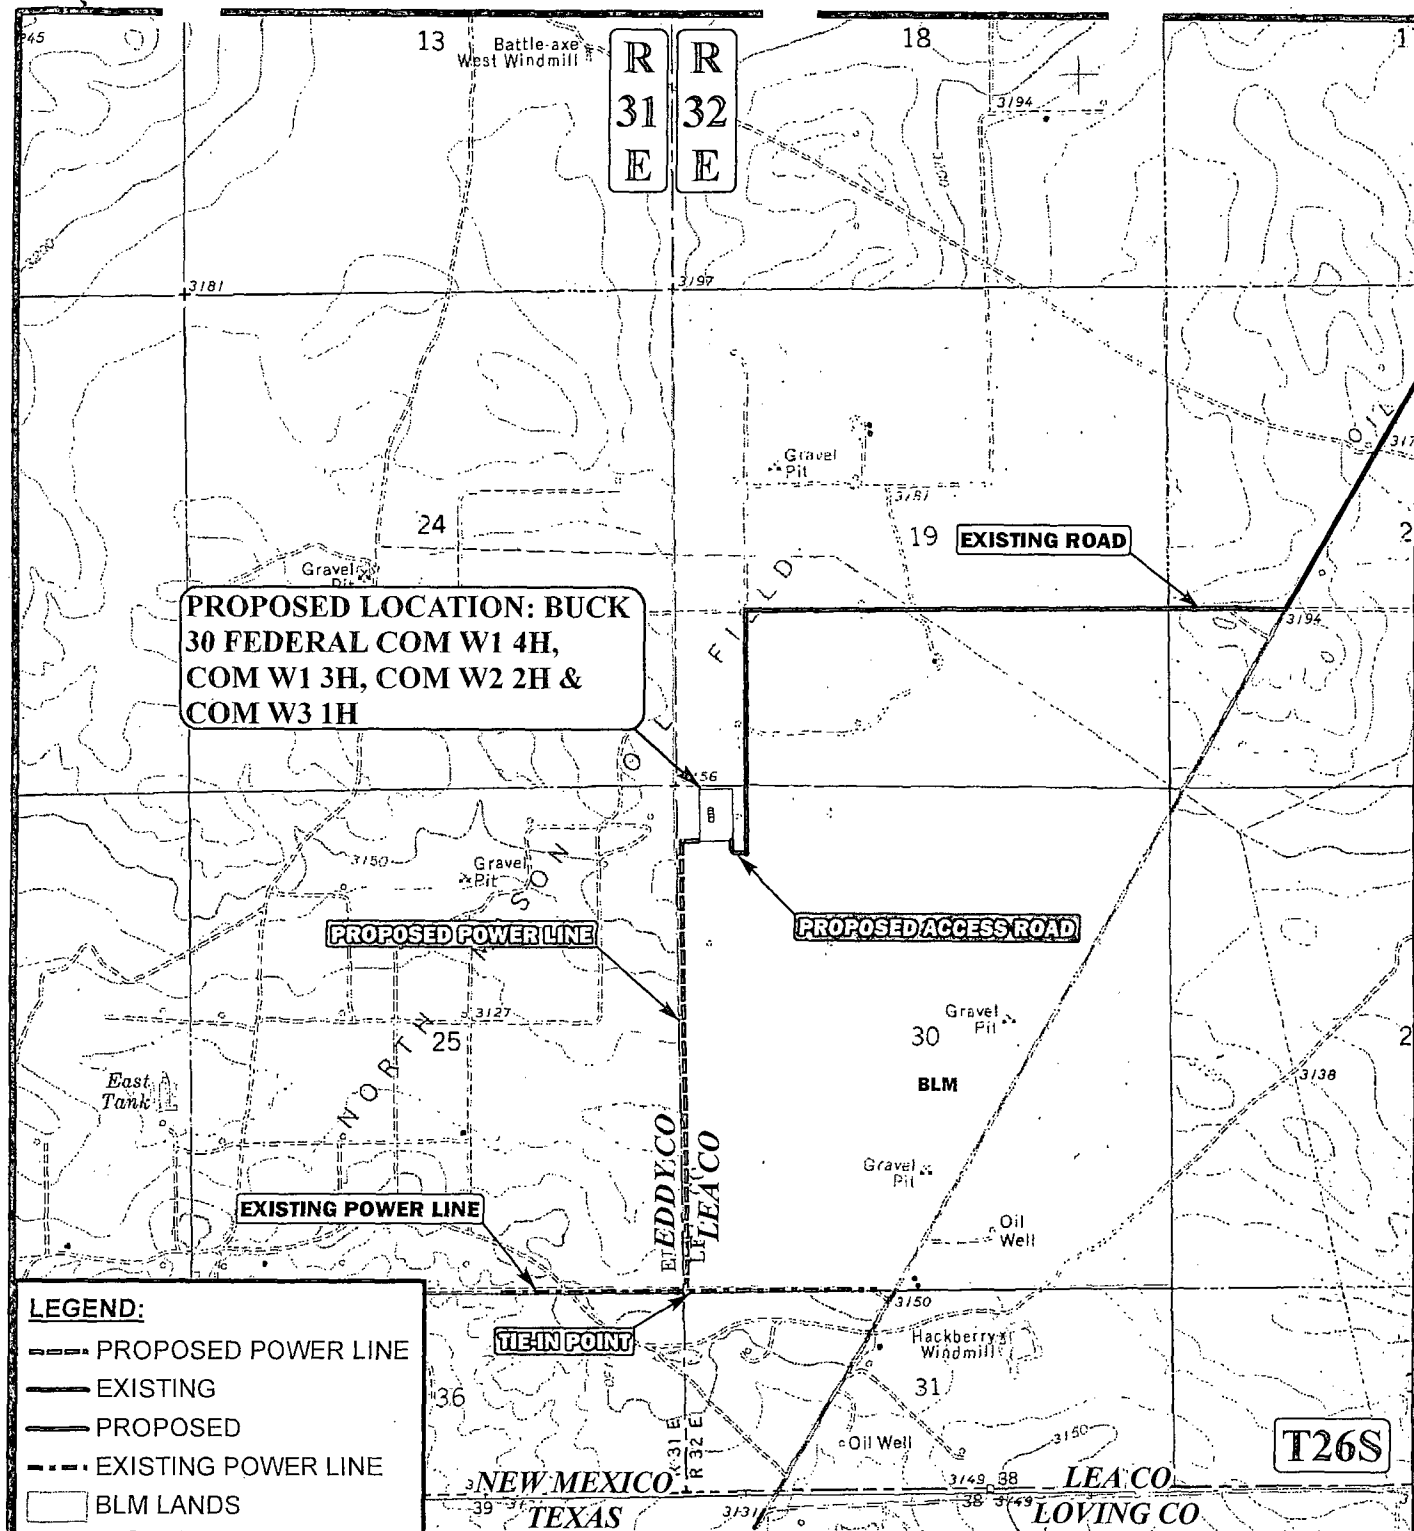 13
Battle-axe
West Windmill
R
31
E
R
32
E
18
3194
3200
3181
3197
OIL
Gravel
Pit
3181
24
19
EXISTING ROAD
Gravel
Pit
PROPOSED LOCATION: BUCK
30 FEDERAL COM W1 4H,
COM W1 3H, COM W2 2H &
COM W3 1H
3194
NORTH MASON OIL FIELD
3150
Gravel
Pit
PROPOSED POWER LINE
PROPOSED ACCESS ROAD
3127
25
30
Gravel
Pit
BLM
3138
East
Tank
EDDY CO
LEA CO
Gravel
Pit
EXISTING POWER LINE
Oil
Well
3150
TIE-IN POINT
Hackberry
Windmill
36
31
R 31 E
R 32 E
Oil Well
3150
T26S
LEGEND:
PROPOSED POWER LINE
EXISTING
PROPOSED
EXISTING POWER LINE
BLM LANDS
NEW MEXICO
3149
38
LEA CO
39
TEXAS
3131
38
3149
LOVING CO